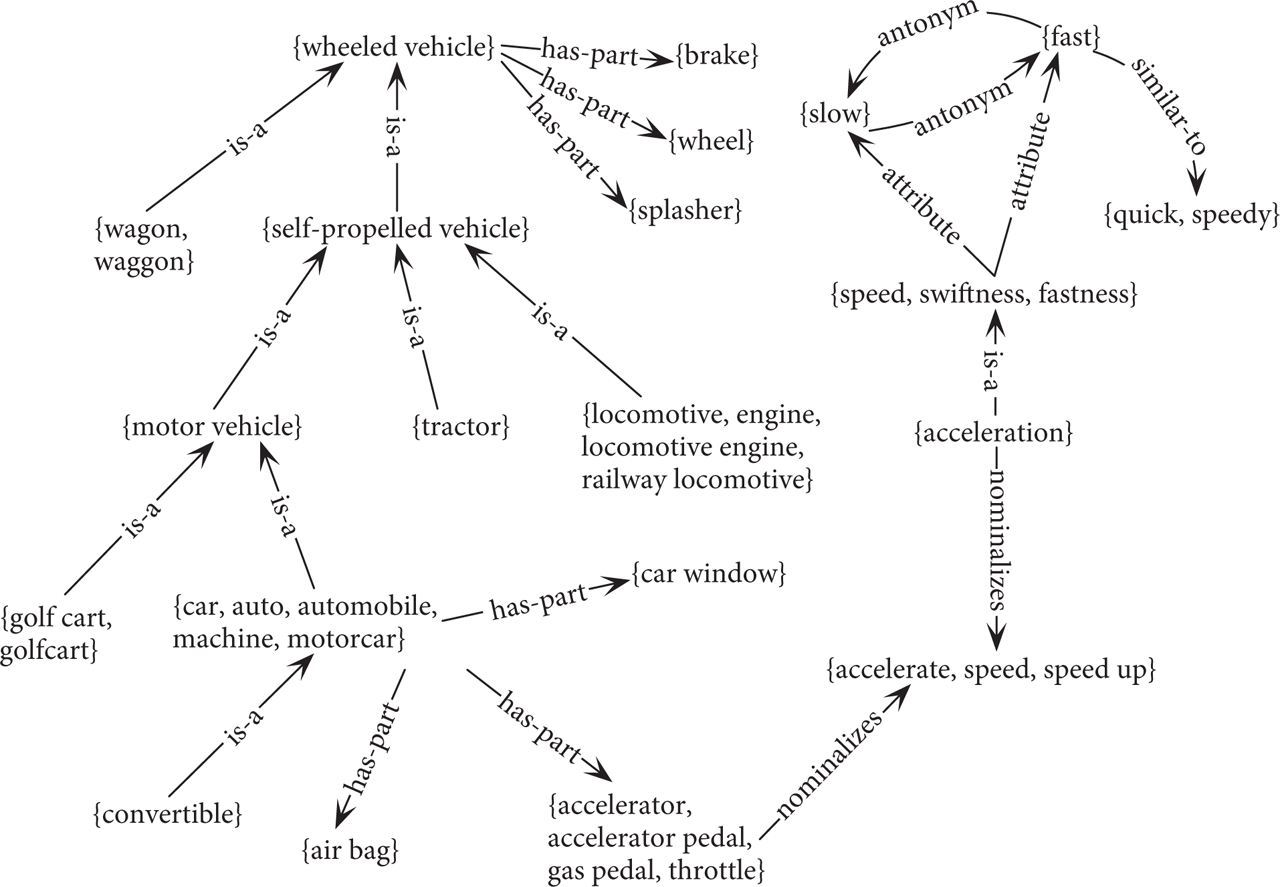 {wheeled vehicle}
has-part
{brake}
has-part
{wheel}
has-part
{splasher}
is-a
is-a
{wagon,
waggon}
{self-propelled vehicle}
is-a
is-a
is-a
{motor vehicle}
{tractor}
{locomotive, engine,
locomotive engine,
railway locomotive}
is-a
is-a
{golf cart,
golfcart}
{car, auto, automobile,
machine, motorcar}
has-part
{car window}
is-a
has-part
has-part
{convertible}
{air bag}
{accelerator,
accelerator pedal,
gas pedal, throttle}
nominalizes
antonym
{fast}
{slow}
antonym
similar-to
{quick, speedy}
attribute
attribute
{speed, swiftness, fastness}
is-a
{acceleration}
nominalizes
{accelerate, speed, speed up}